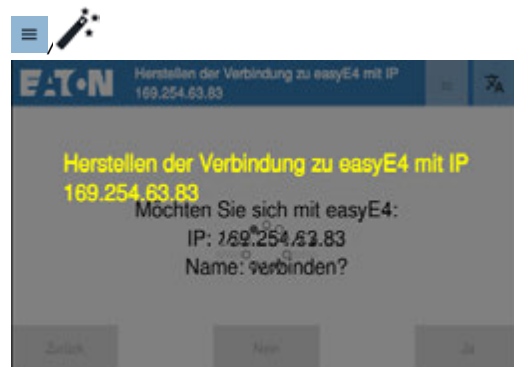 EATON
Herstellen der Verbindung zu easyE4 mit IP
169.254.63.83
Herstellen der Verbindung zu easyE4 mit IP
169.254.63.83
Möchten Sie sich mit easyE4:
IP: 169.254.63.83
Name: verbinden?
Zurück Nein Ja